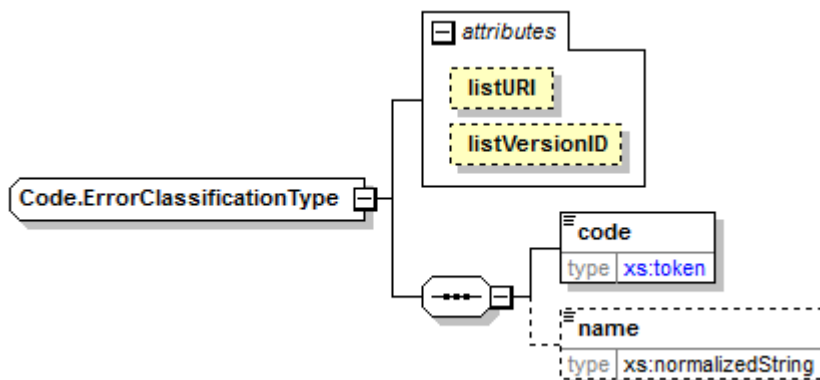 attributes
listURI
listVersionID
Code.ErrorClassificationType
code
type xs:token
name
type xs:normalizedString